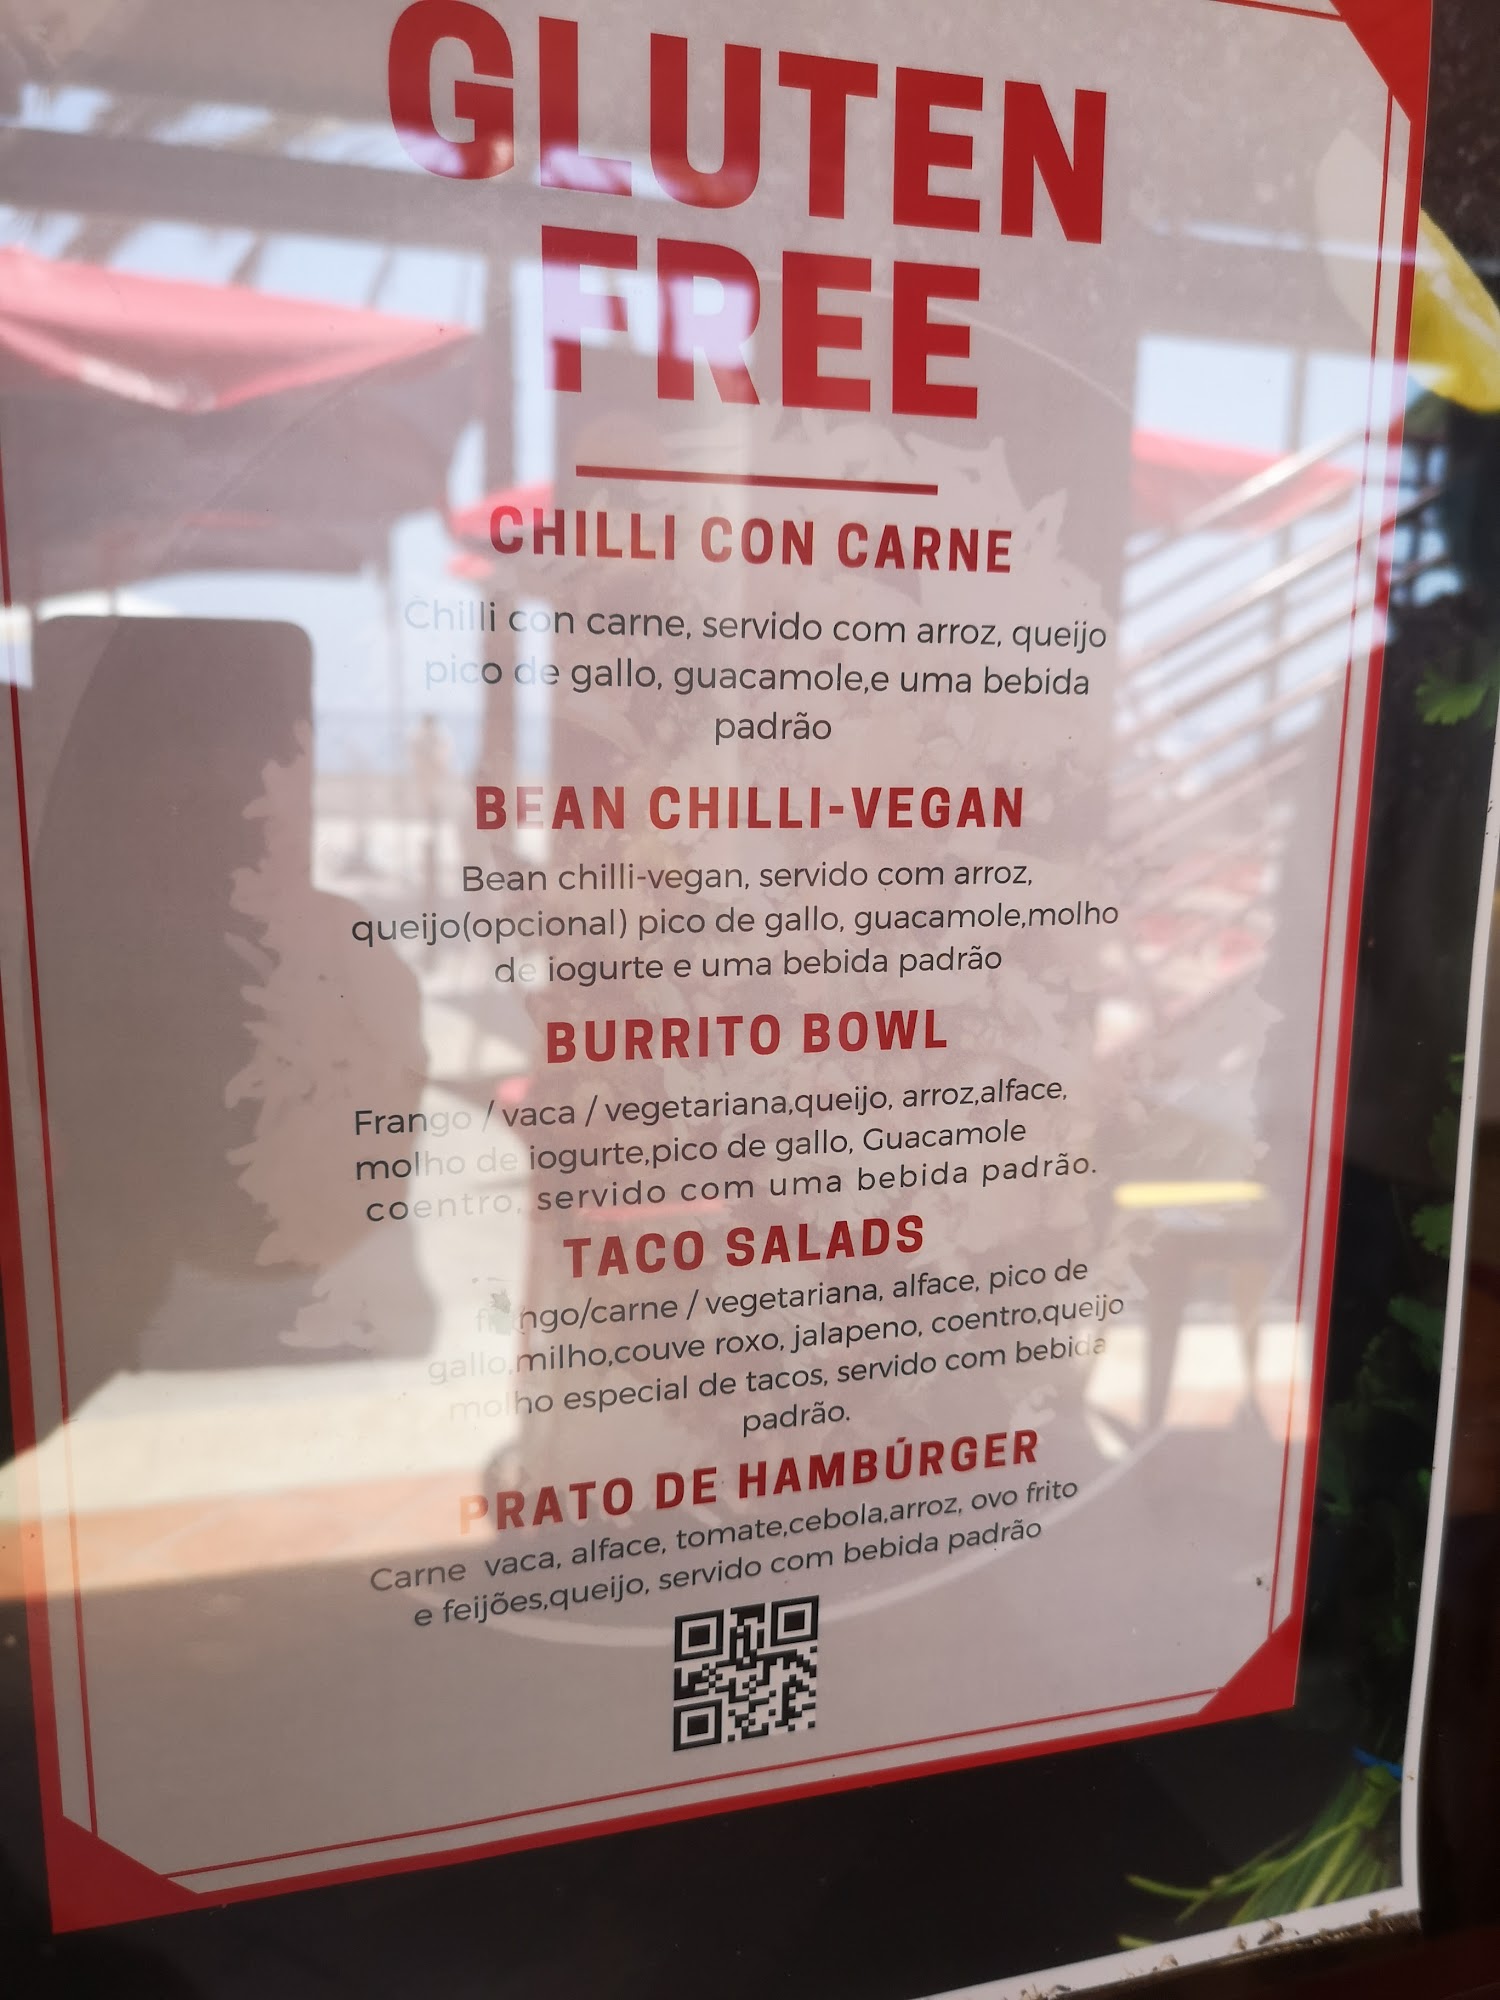 GLUTEN
FREE
CHILLI CON CARNE
Chilli con carne, servido com arroz, queijo
pico de gallo, guacamole,e uma bebida
padrão
BEAN CHILLI-VEGAN
Bean chilli-vegan, servido com arroz,
queijo(opcional) pico de gallo, guacamole,molho
de iogurte e uma bebida padrão
BURRITO BOWL
Frango / vaca / vegetariana,queijo, arroz,alface,
molho de iogurte,pico de gallo, Guacamole
coentro, servido com uma bebida padrão.
TACO SALADS
frango/carne / vegetariana, alface, pico de
gallo,milho,couve roxo, jalapeno, coentro,queijo
molho especial de tacos, servido com bebida
padrão.
PRATO DE HAMBÚRGER
Carne vaca, alface, tomate,cebola,arroz, ovo frito
e feijões,queijo, servido com bebida padrão